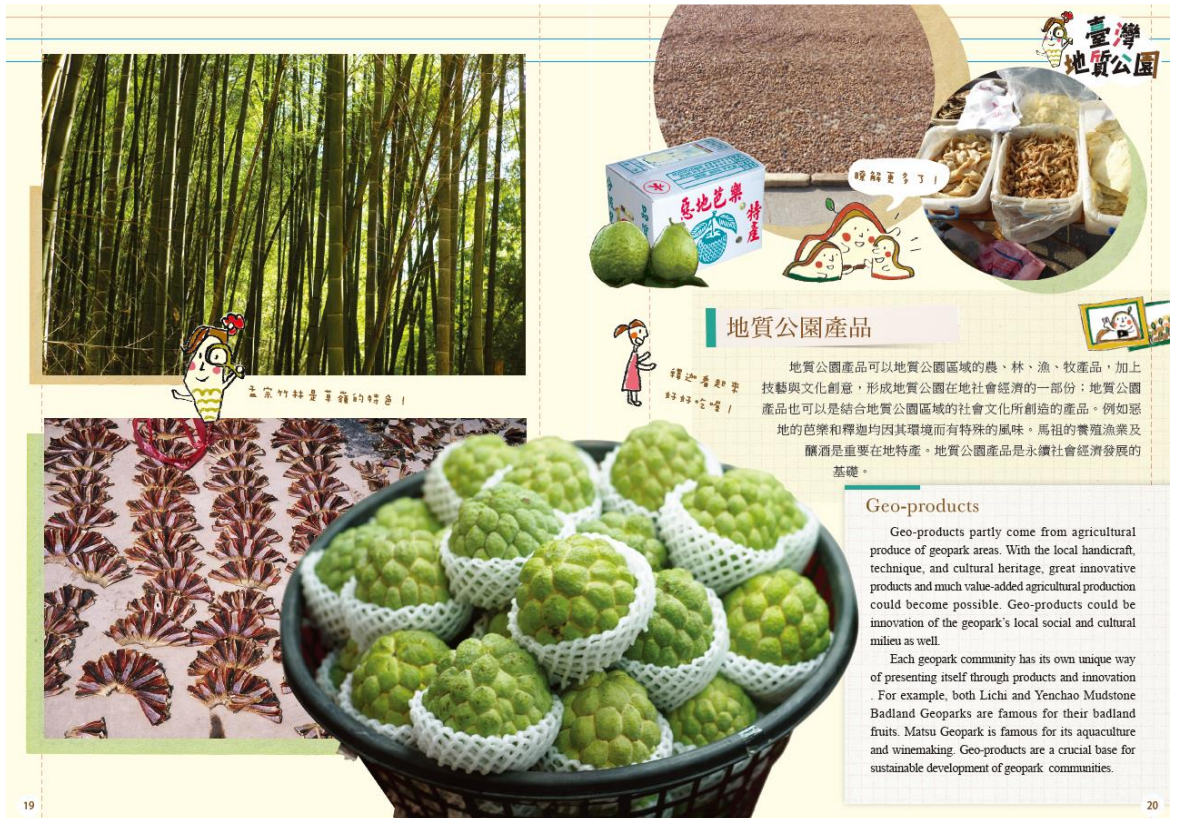 孟宗竹林是草嶺的特色！
臺灣
地質公園
瞭解更多了！
惡地芭樂
特產
地質公園產品
釋迦看起來
好好吃喔！
地質公園產品可以地質公園區域的農、林、漁、牧產品，加上
技藝與文化創意，形成地質公園在地社會經濟的一部份；地質公園
產品也可以是結合地質公園區域的社會文化所創造的產品。例如惡
地的芭樂和釋迦均因其環境而有特殊的風味。馬祖的養殖漁業及
釀酒是重要在地特產。地質公園產品是永續社會經濟發展的
基礎。
Geo-products
Geo-products partly come from agricultural
produce of geopark areas. With the local handicraft,
technique, and cultural heritage, great innovative
products and much value-added agricultural production
could become possible. Geo-products could be
innovation of the geopark's local social and cultural
milieu as well.
Each geopark community has its own unique way
of presenting itself through products and innovation
. For example, both Lichi and Yenchao Mudstone
Badland Geoparks are famous for their badland
fruits. Matsu Geopark is famous for its aquaculture
and winemaking. Geo-products are a crucial base for
sustainable development of geopark communities.
19
20